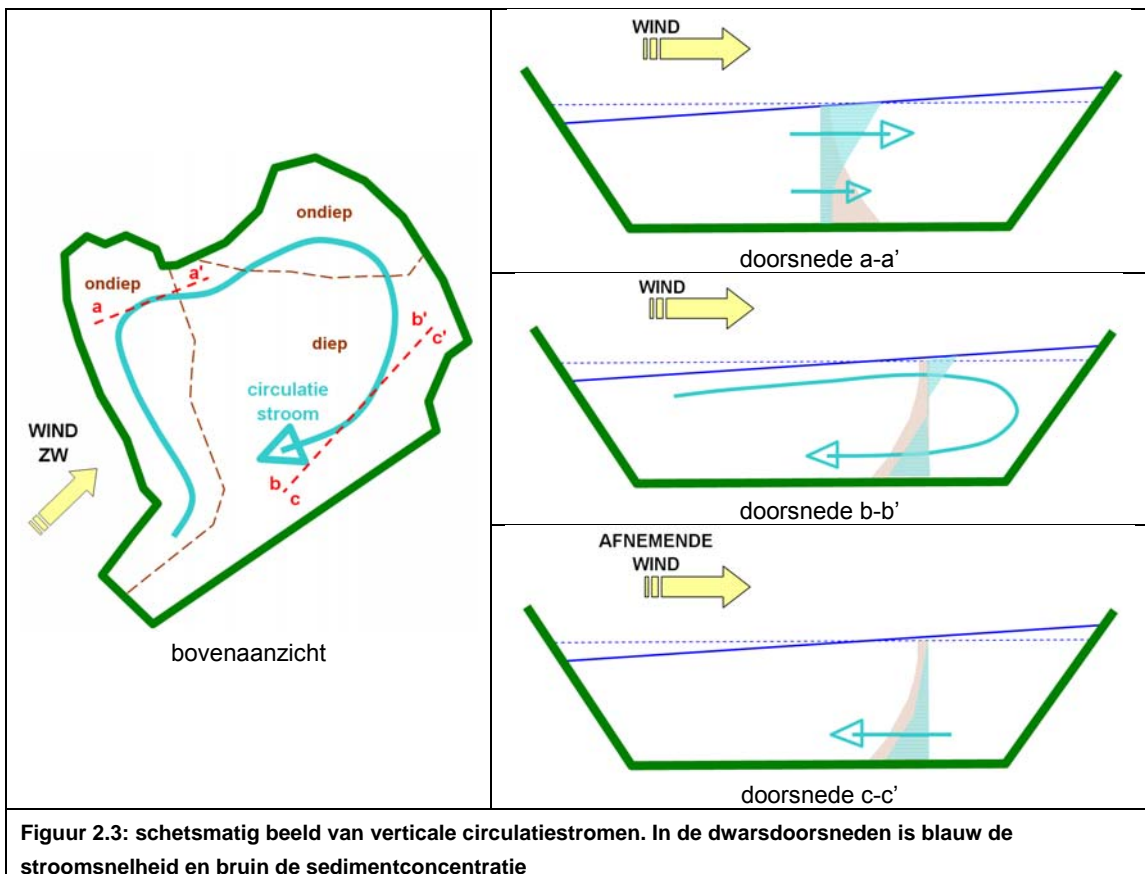 ondiep
ondiep
a
a'
diep
b'
c'
circulatie
stroom
WIND
ZW
b
c
bovenaanzicht
WIND
doorsnede a-a’
WIND
doorsnede b-b’
AFNEMENDE
WIND
doorsnede c-c’
Figuur 2.3: schetsmatig beeld van verticale circulatiestromen. In de dwarsdoorsneden is blauw de
stroomsnelheid en bruin de sedimentconcentratie